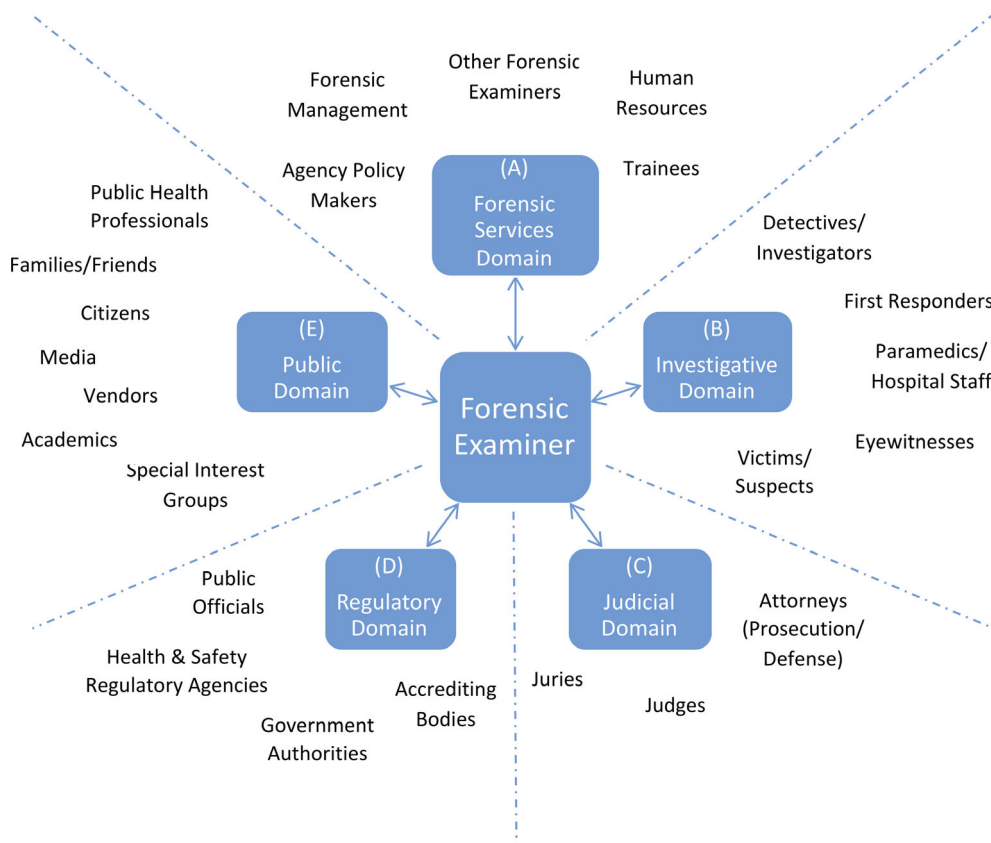 Other Forensic
Examiners
Forensic
Management
Human
Resources
Agency Policy
Makers
Trainees
(A)
Forensic
Services
Domain
Public Health
Professionals
Families/Friends
Citizens
Media
Vendors
Academics
Special Interest
Groups
(E)
Public
Domain
Forensic
Examiner
(B)
Investigative
Domain
Detectives/
Investigators
First Responders
Paramedics/
Hospital Staff
Eyewitnesses
Victims/
Suspects
(D)
Regulatory
Domain
Public
Officials
Health & Safety
Regulatory Agencies
Government
Authorities
Accrediting
Bodies
(C)
Judicial
Domain
Attorneys
(Prosecution/
Defense)
Juries
Judges